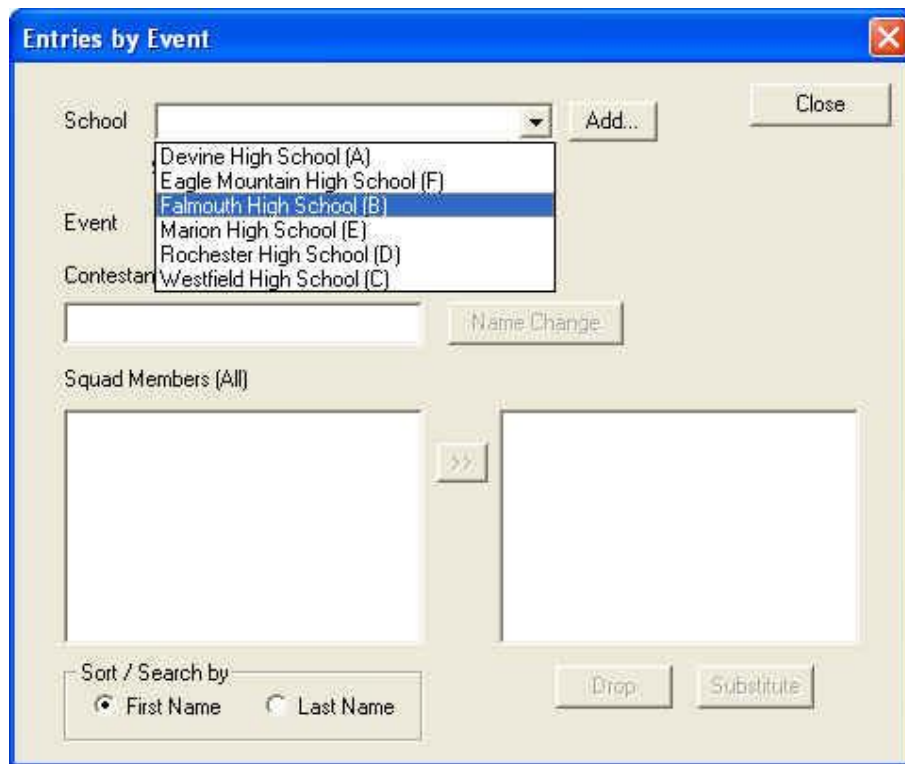 Entries by Event
Close
School
Add...
Devine High School (A)
Eagle Mountain High School (F)
Falmouth High School (B)
Event
Marion High School (E)
Rochester High School (D)
Contestan
Westfield High School (C)
Name Change
Squad Members (All)
>>
Sort / Search by
First Name
Last Name
Drop
Substitute